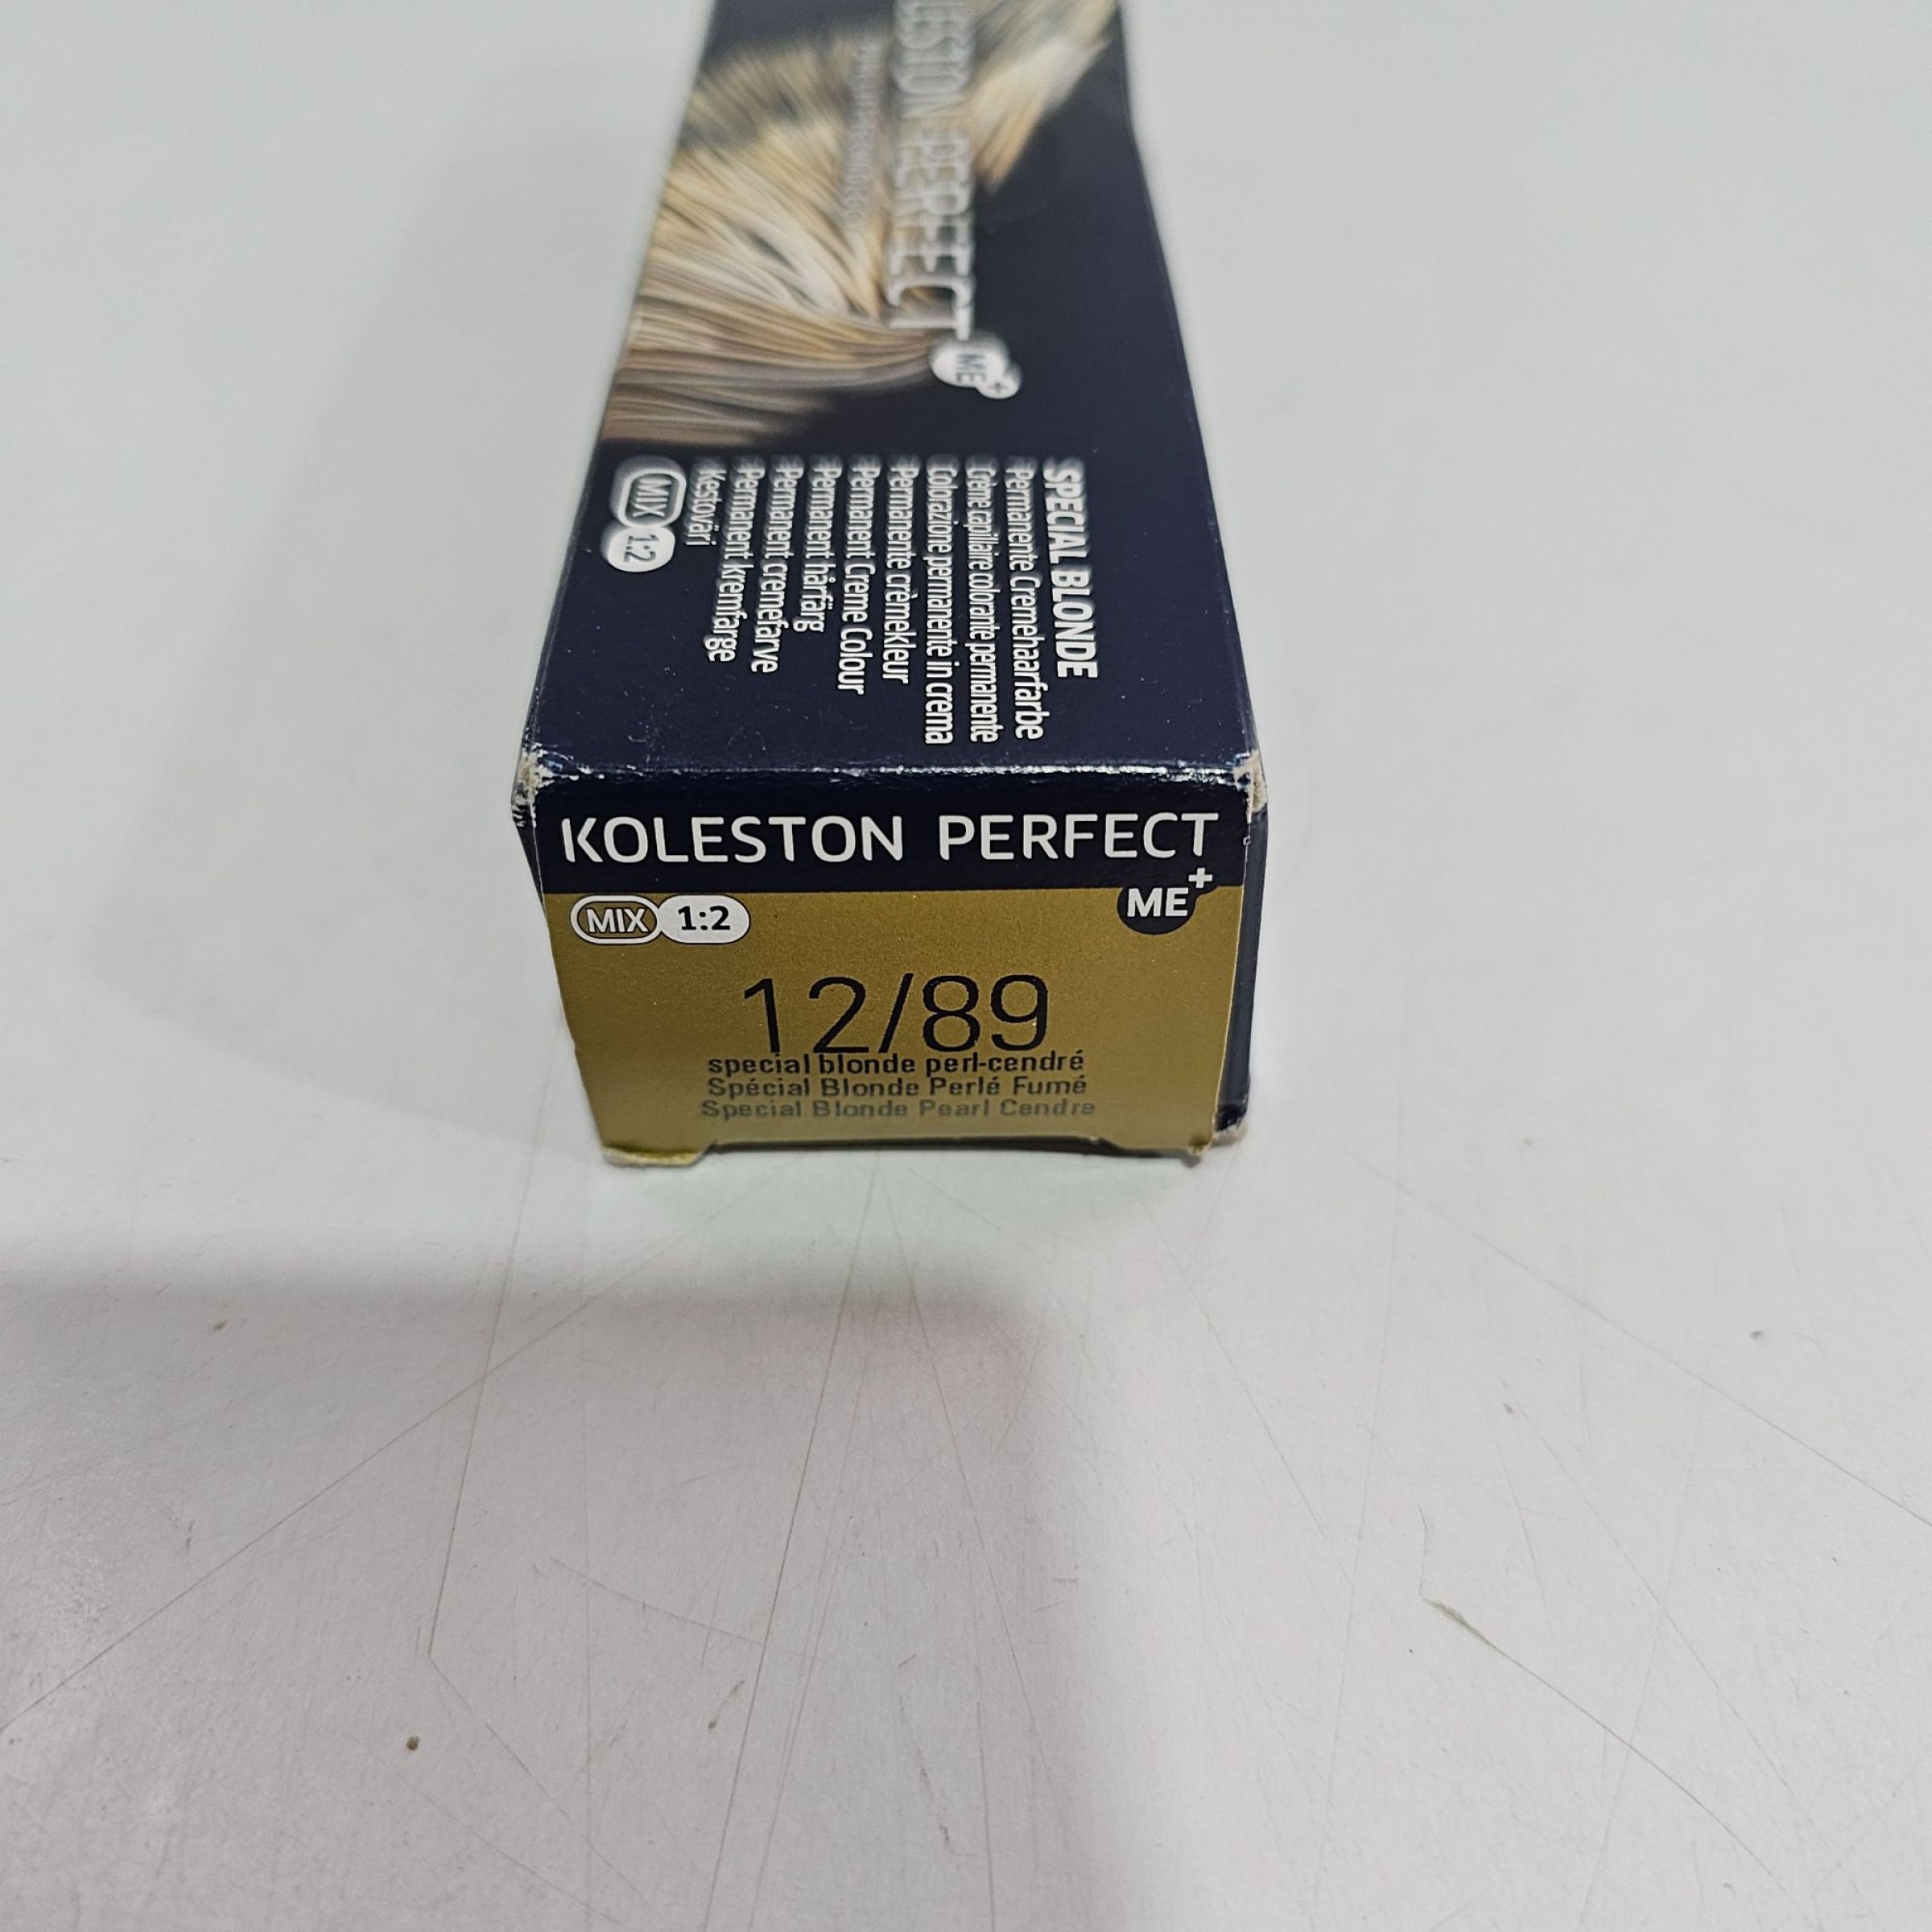 KOLESTON PERFECT
ME+
SPECIAL BLONDE
Permanente Cremehaarfarbe
Crème capillaire colorante permanente
Colorazione permanente in crema
Permanente crèmekleur
Permanent Creme Colour
Permanent hårfärg
Permanent cremefarve
Permanent kremfarge
Kestoväri
MIX 1:2
KOLESTON PERFECT
ME+
MIX 1:2
12/89
special blonde perl-cendré
Spécial Blonde Perlé Fumé
Special Blonde Pearl Cendre